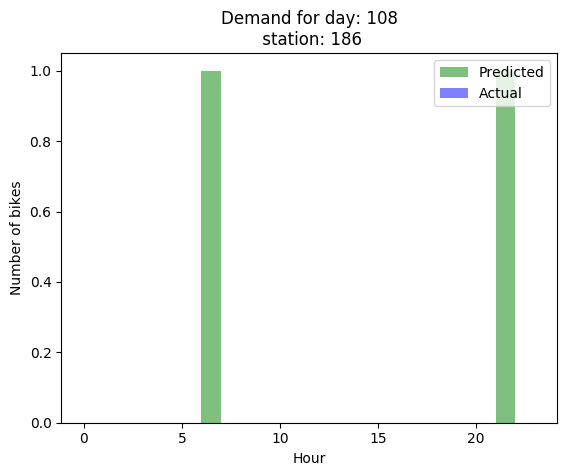 Demand for day: 108
station: 186
Predicted
Actual
1.0
0.8
0.6
0.4
0.2
0.0
Number of bikes
0
5
10
15
20
Hour